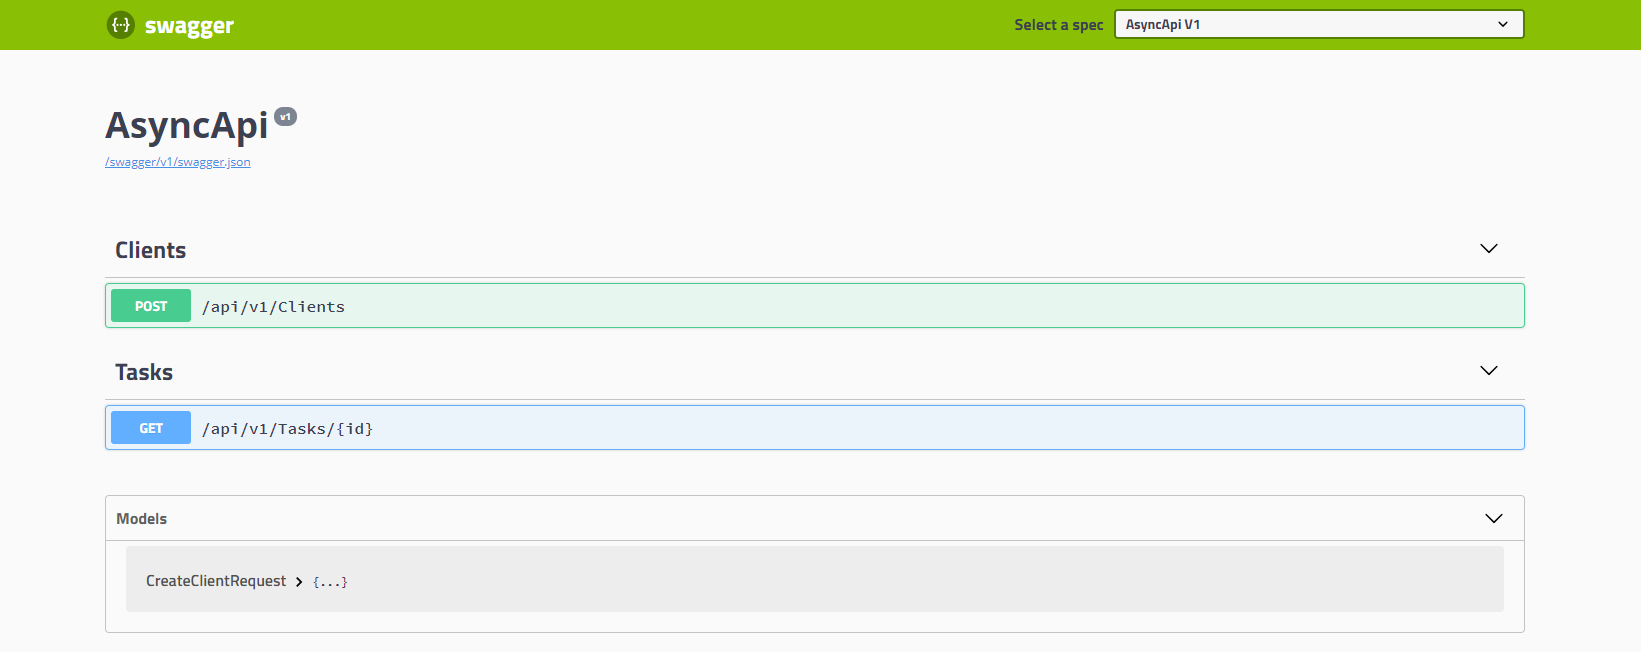 {···} swagger
Select a spec
AsyncApi V1
AsyncApi v1
/swagger/v1/swagger.json
Clients
POST /api/v1/Clients
Tasks
GET /api/v1/Tasks/{id}
Models
CreateClientRequest {...}